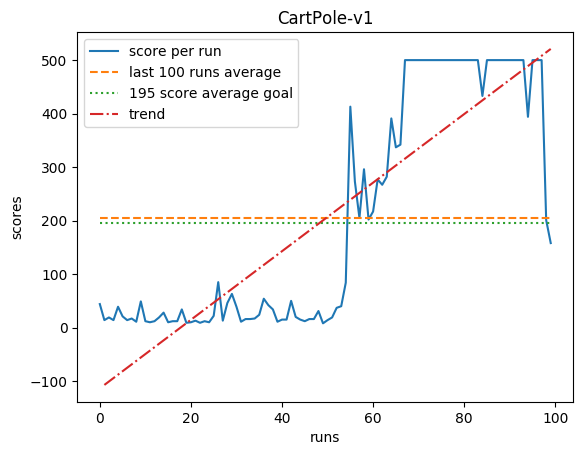 CartPole-v1
score per run
last 100 runs average
195 score average goal
trend
scores
500
400
300
200
100
0
−100
0 20 40 60 80 100
runs